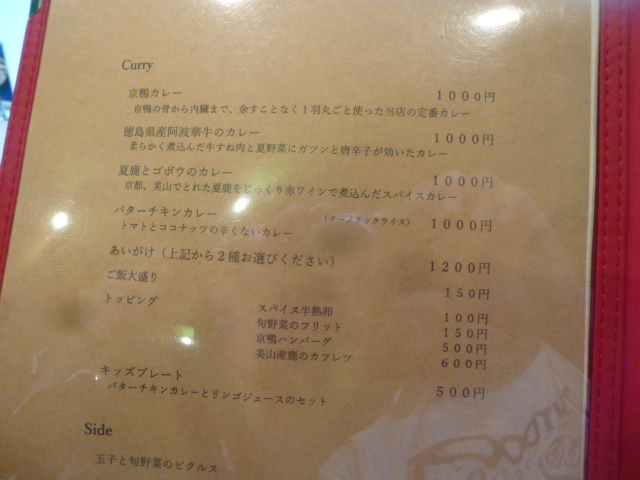 Curry
京鴨カレー 1000円
京鴨の骨から内臓まで、余すことなく1羽丸ごと使った当店の定番カレー
徳島県産阿波華牛のカレー 1000円
柔らかく煮込んだ牛すね肉と夏野菜にガツンと唐辛子が効いたカレー
夏鹿とゴボウのカレー 1000円
京都、美山でとれた夏鹿をじっくり赤ワインで煮込んだスパイスカレー
バターチキンカレー (ターメリックライス) 1000円
トマトとココナッツの辛くないカレー
あいがけ(上記から2種お選びください) 1200円
ご飯大盛り 150円
トッピング スパイス半熟卵 100円
旬野菜のフリット 150円
京鴨ハンバーグ 500円
美山産鹿のカツレツ 600円
キッズプレート 500円
バターチキンカレーとリンゴジュースのセット
Side
玉子と旬野菜のピクルス